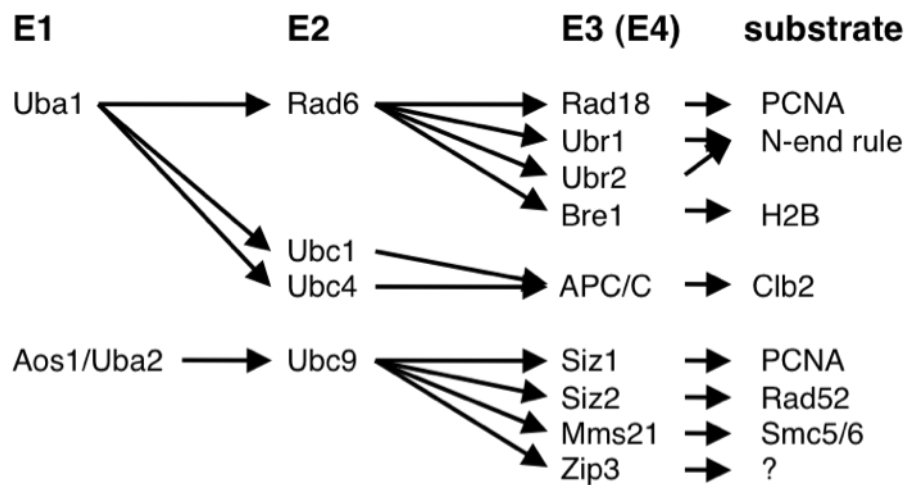 E1 E2 E3 (E4) substrate
Uba1 Rad6 Rad18 PCNA
Ubr1 N-end rule
Ubr2
Bre1 H2B
Ubc1
Ubc4 APC/C Clb2
Aos1/Uba2 Ubc9 Siz1 PCNA
Siz2 Rad52
Mms21 Smc5/6
Zip3 ?